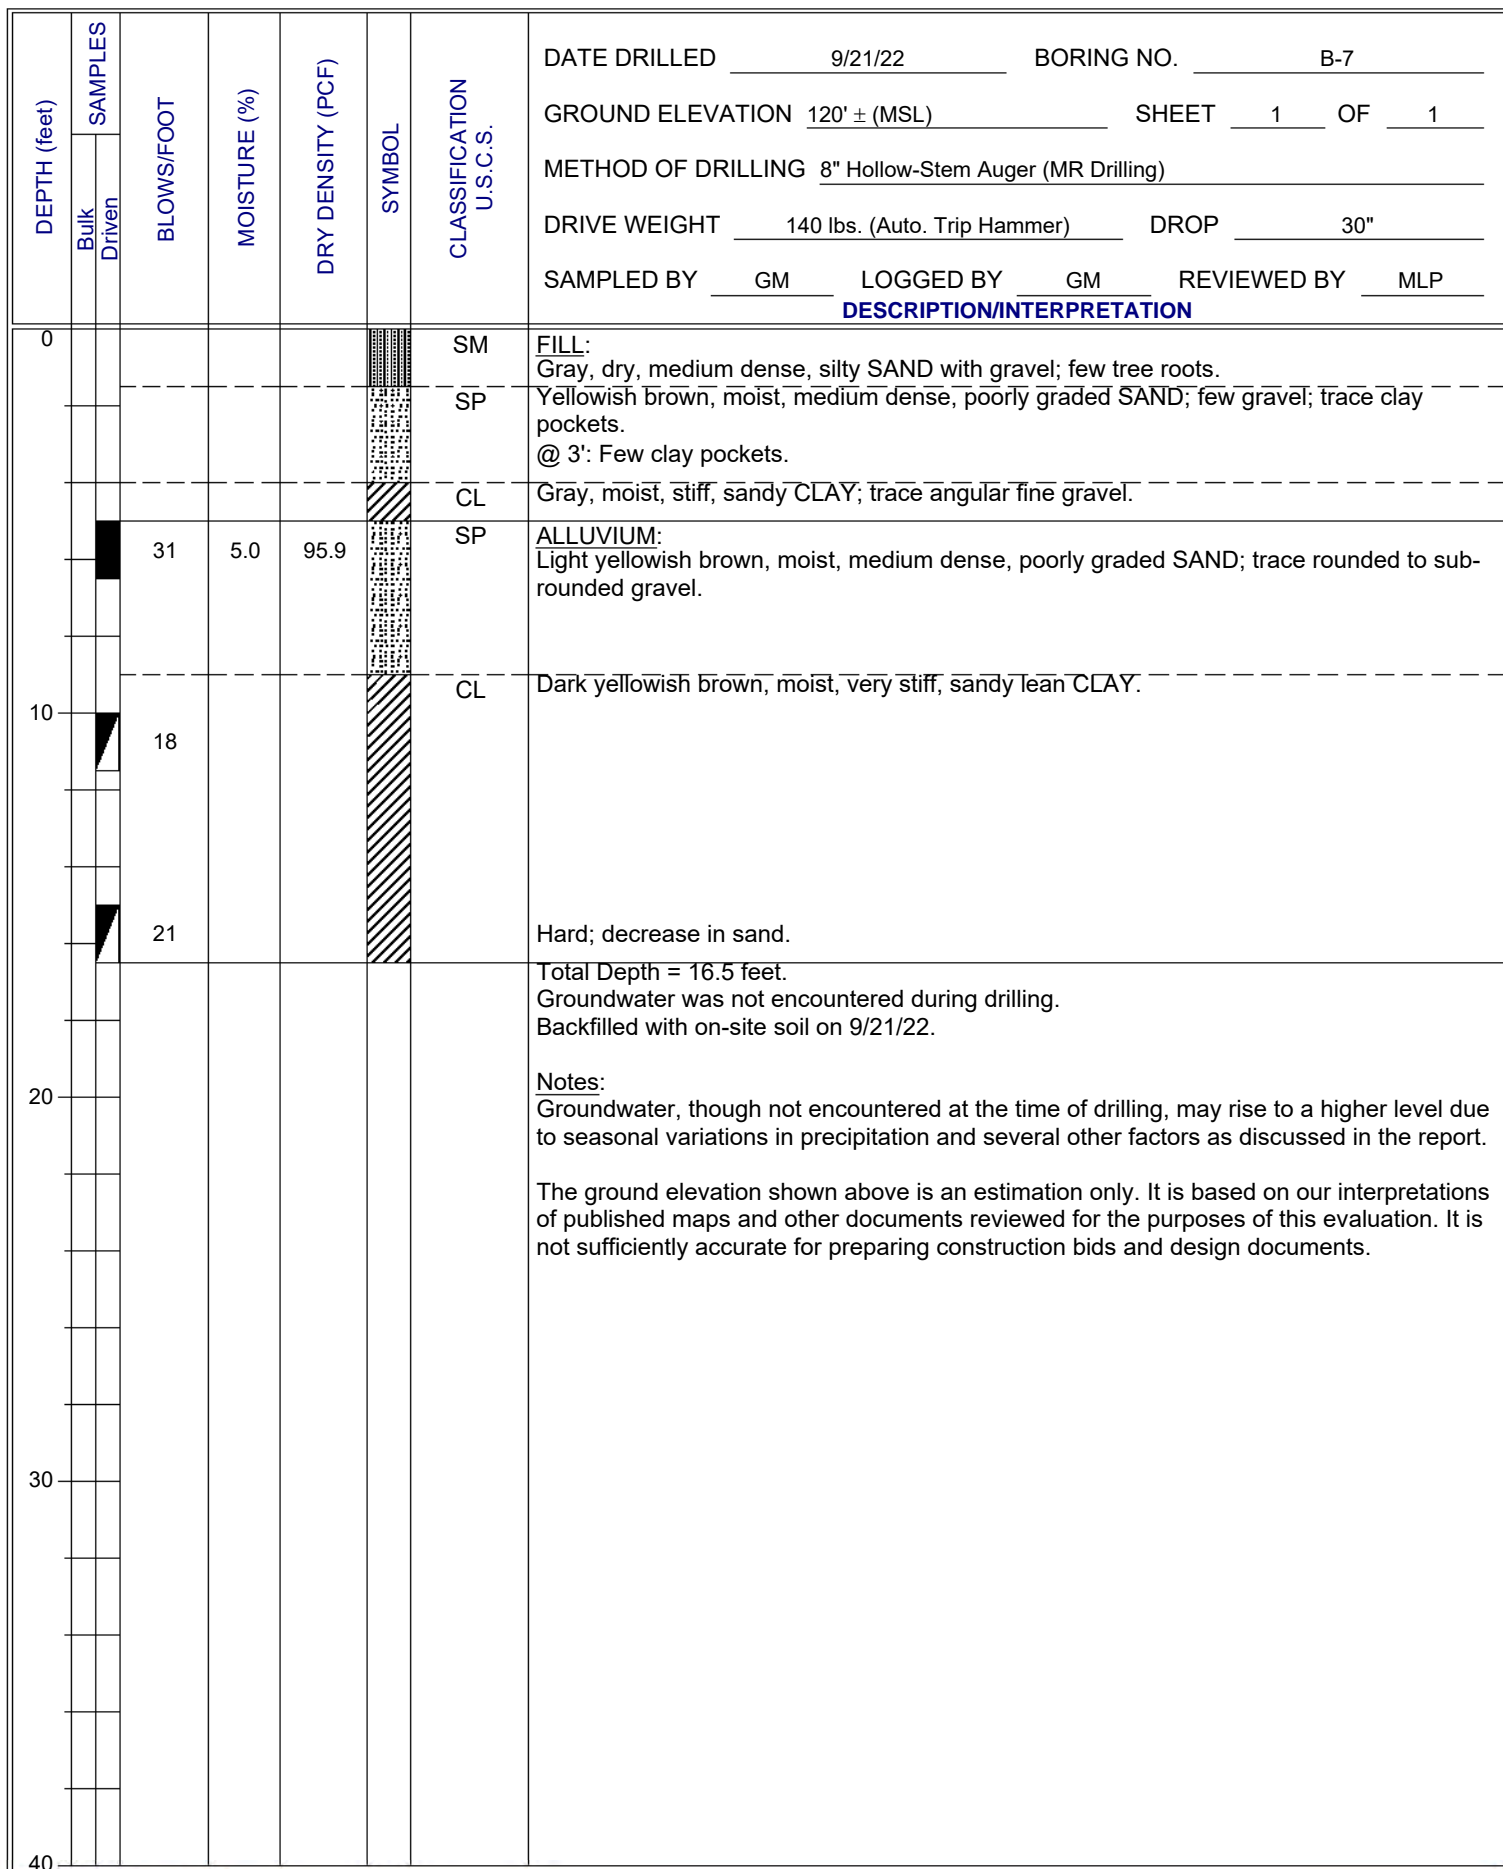 DEPTH (feet)
SAMPLES
Bulk
Driven
BLOWS/FOOT
MOISTURE (%)
DRY DENSITY (PCF)
SYMBOL
CLASSIFICATION
U.S.C.S.
DATE DRILLED 9/21/22 BORING NO. B-7
GROUND ELEVATION 120' ± (MSL) SHEET 1 OF 1
METHOD OF DRILLING 8" Hollow-Stem Auger (MR Drilling)
DRIVE WEIGHT 140 lbs. (Auto. Trip Hammer) DROP 30"
SAMPLED BY GM LOGGED BY GM REVIEWED BY MLP
DESCRIPTION/INTERPRETATION
0 SM FILL:
Gray, dry, medium dense, silty SAND with gravel; few tree roots.
SP Yellowish brown, moist, medium dense, poorly graded SAND; few gravel; trace clay
pockets.
@ 3': Few clay pockets.
CL Gray, moist, stiff, sandy CLAY; trace angular fine gravel.
SP ALLUVIUM:
31 5.0 95.9 Light yellowish brown, moist, medium dense, poorly graded SAND; trace rounded to sub-
rounded gravel.
CL Dark yellowish brown, moist, very stiff, sandy lean CLAY.
10
18
21 Hard; decrease in sand.
Total Depth = 16.5 feet.
Groundwater was not encountered during drilling.
Backfilled with on-site soil on 9/21/22.
Notes:
20 Groundwater, though not encountered at the time of drilling, may rise to a higher level due
to seasonal variations in precipitation and several other factors as discussed in the report.
The ground elevation shown above is an estimation only. It is based on our interpretations
of published maps and other documents reviewed for the purposes of this evaluation. It is
not sufficiently accurate for preparing construction bids and design documents.
30
40